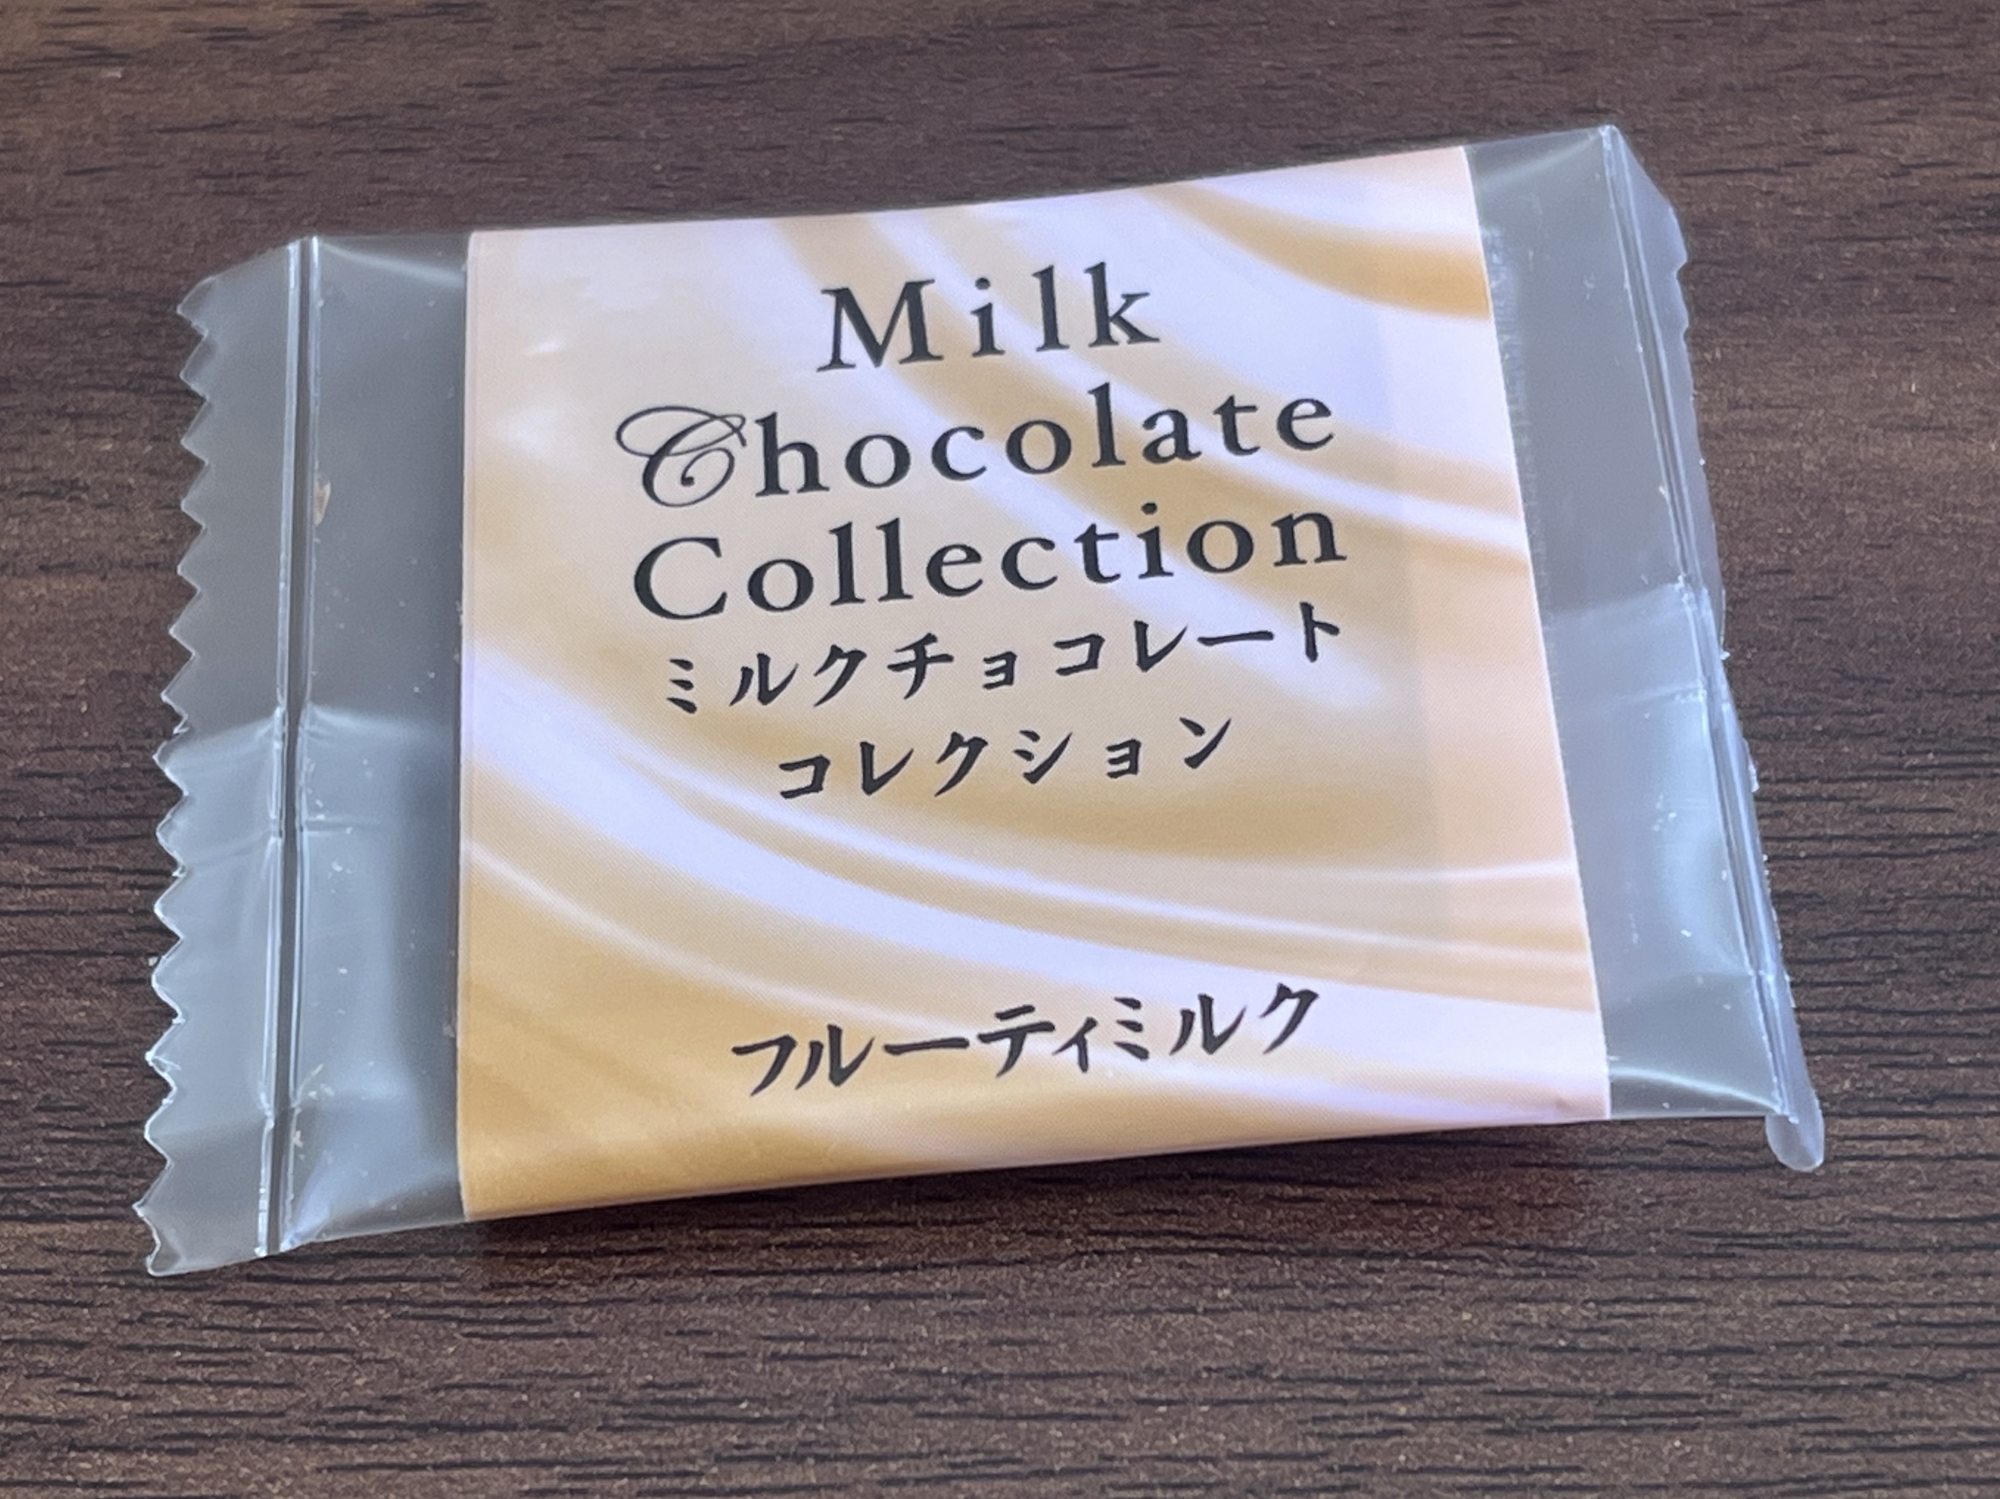 Milk
Chocolate
Collection
ミルクチョコレート
コレクション
フルーティミルク